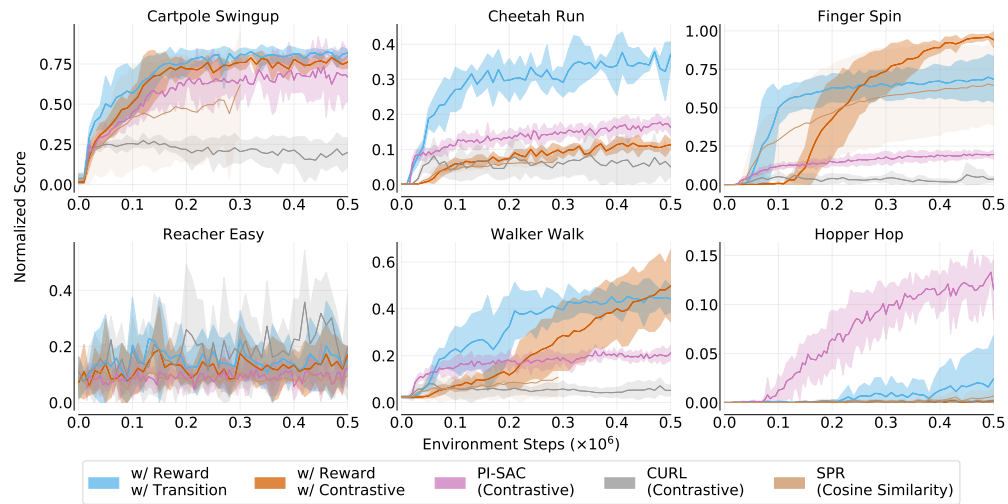 Cartpole Swingup
Cheetah Run
Finger Spin
0.75
0.50
0.25
0.00
0.4
0.3
0.2
0.1
0.0
1.00
0.75
0.50
0.25
0.00
0.0 0.1 0.2 0.3 0.4 0.5
0.0 0.1 0.2 0.3 0.4 0.5
0.0 0.1 0.2 0.3 0.4 0.5
Normalized Score
Reacher Easy
Walker Walk
Hopper Hop
0.4
0.2
0.0
0.6
0.4
0.2
0.0
0.15
0.10
0.05
0.00
0.0 0.1 0.2 0.3 0.4 0.5
0.0 0.1 0.2 0.3 0.4 0.5
0.0 0.1 0.2 0.3 0.4 0.5
Environment Steps (×10⁶)
w/ Reward
w/ Transition
w/ Reward
w/ Contrastive
PI-SAC
(Contrastive)
CURL
(Contrastive)
SPR
(Cosine Similarity)